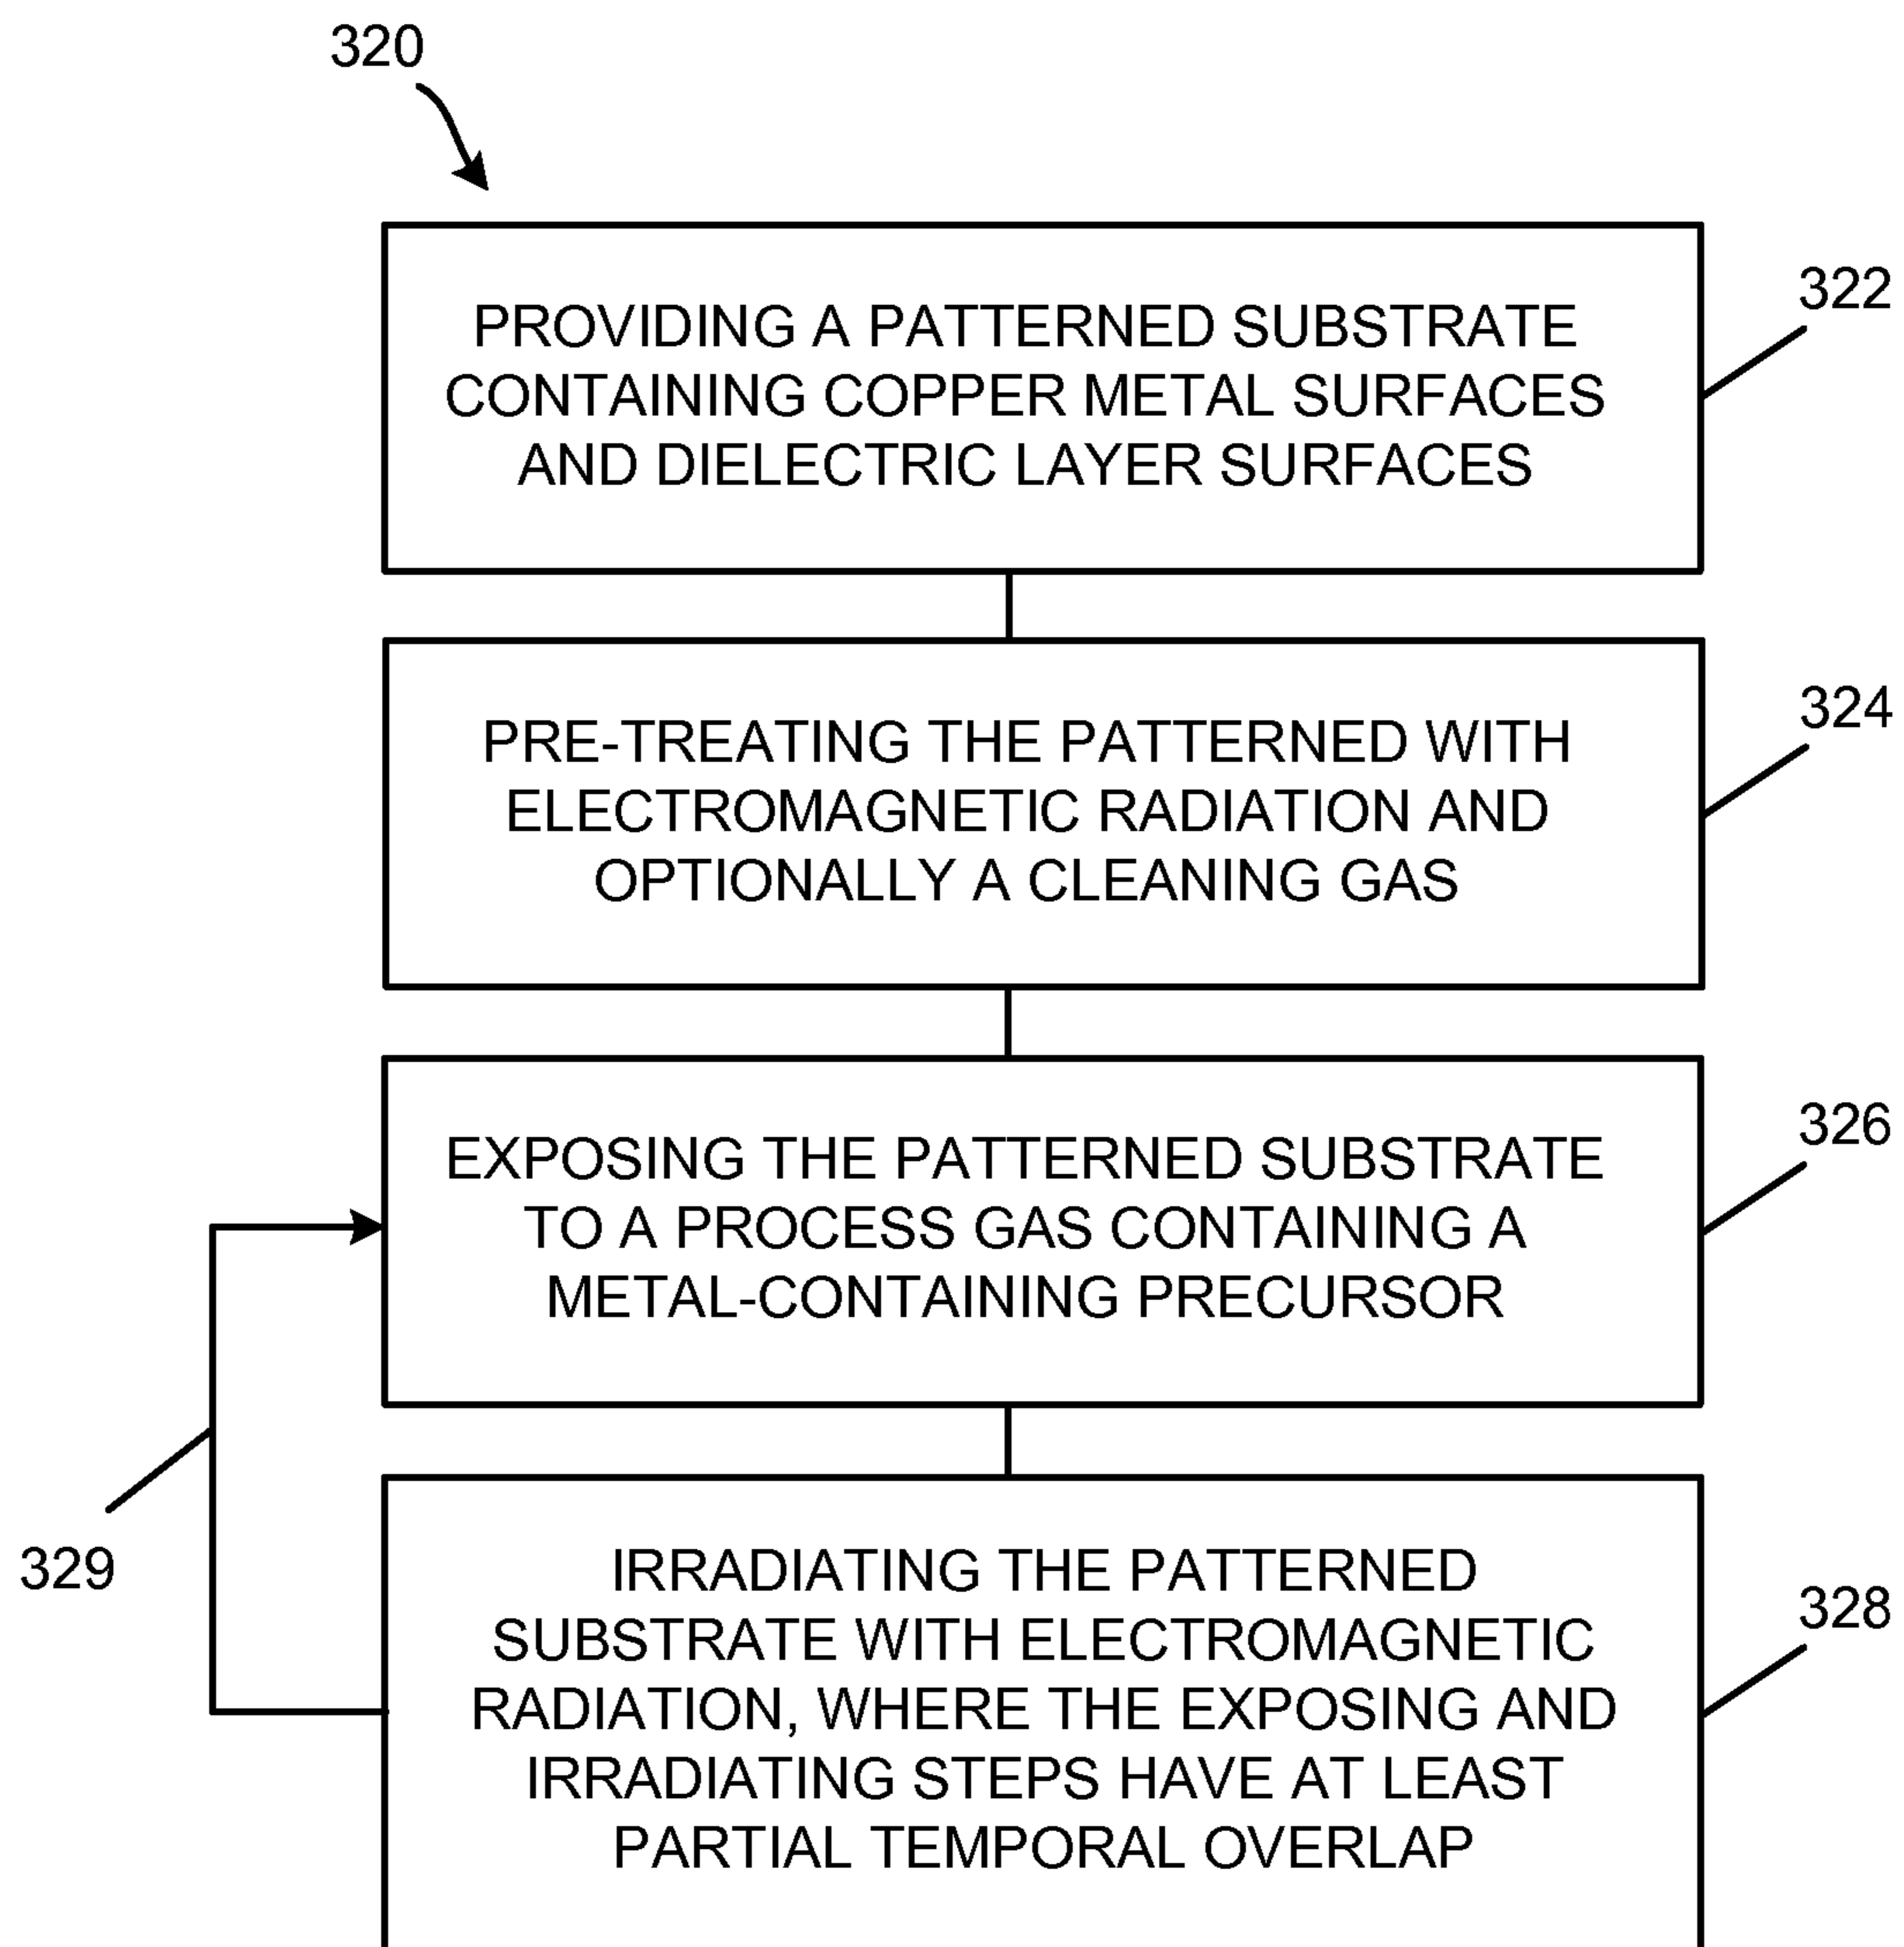 320
PROVIDING A PATTERNED SUBSTRATE
CONTAINING COPPER METAL SURFACES
AND DIELECTRIC LAYER SURFACES
322
PRE-TREATING THE PATTERNED WITH
ELECTROMAGNETIC RADIATION AND
OPTIONALLY A CLEANING GAS
324
EXPOSING THE PATTERNED SUBSTRATE
TO A PROCESS GAS CONTAINING A
METAL-CONTAINING PRECURSOR
326
329
IRRADIATING THE PATTERNED
SUBSTRATE WITH ELECTROMAGNETIC
RADIATION, WHERE THE EXPOSING AND
IRRADIATING STEPS HAVE AT LEAST
PARTIAL TEMPORAL OVERLAP
328